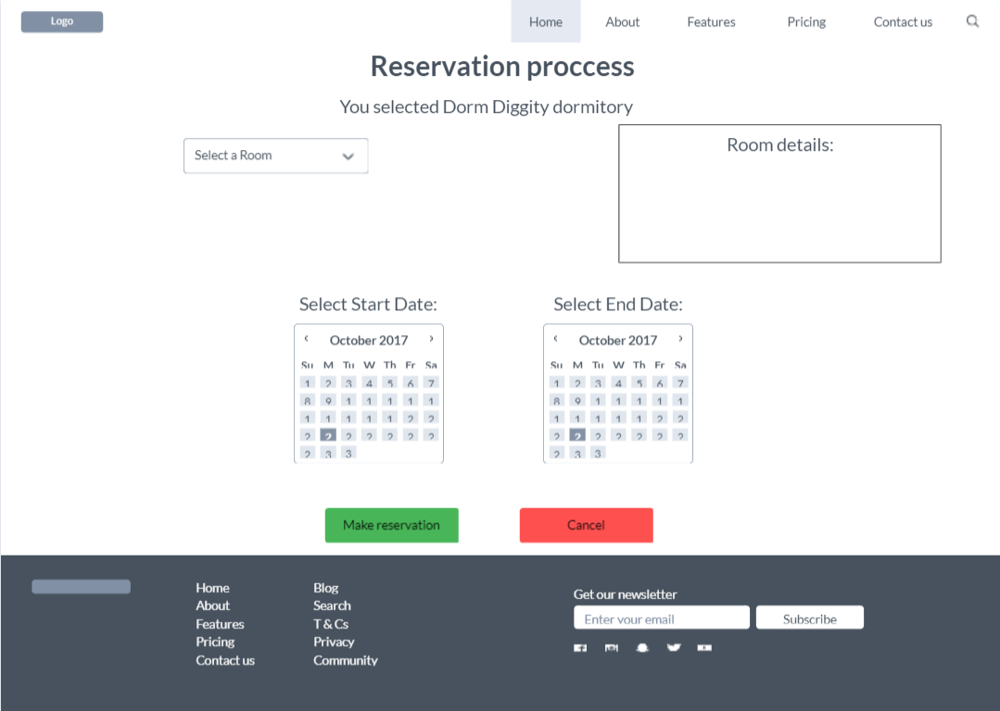 Logo
Home About Features Pricing Contact us
Reservation proccess
You selected Dorm Diggity dormitory
Select a Room
Room details:
Select Start Date: Select End Date:
‹ October 2017 › ‹ October 2017 ›
Su M Tu W Th Fr Sa Su M Tu W Th Fr Sa
1 2 3 4 5 6 7 1 2 3 4 5 6 7
8 9 1 1 1 1 1 8 9 1 1 1 1 1
1 1 1 1 1 2 2 1 1 1 1 1 2 2
2 2 2 2 2 2 2 2 2 2 2 2 2 2
2 3 3 2 3 3
Make reservation Cancel
Home Blog
About Search
Features T & Cs
Pricing Privacy
Contact us Community
Get our newsletter
Enter your email Subscribe